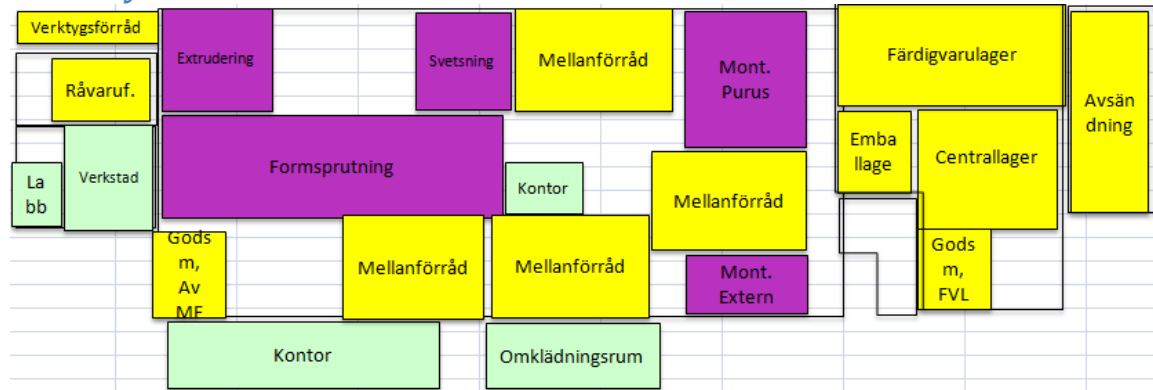 Verktygsförråd
Extrudering
Svetsning
Mellanförråd
Mont.
Purus
Färdigvarulager
Avsän
dning
Råvaruf.
Emba
llage
Centrallager
Formsprutning
Verkstad
La
bb
Kontor
Mellanförråd
Gods
m,
Av
ME
Mellanförråd
Mellanförråd
Mont.
Extern
Gods
m,
FVL
Kontor
Omklädningsrum